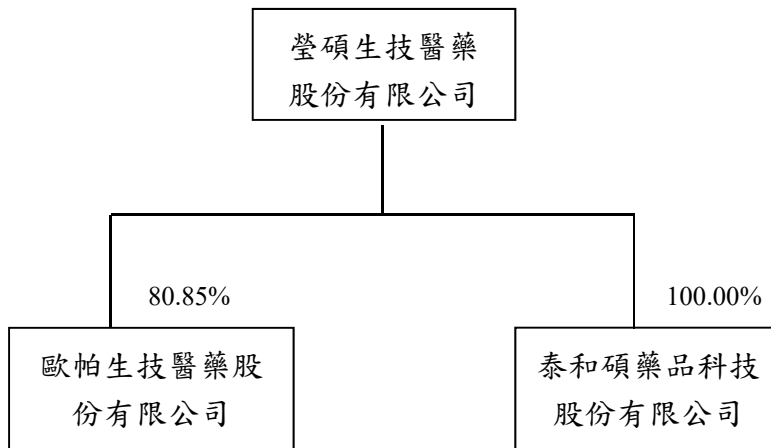 瑩碩生技醫藥
股份有限公司
80.85%
100.00%
歐帕生技醫藥股
份有限公司
泰和碩藥品科技
股份有限公司